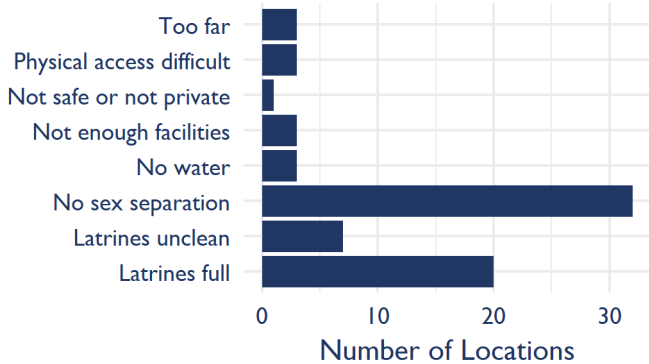 Too far
Physical access difficult
Not safe or not private
Not enough facilities
No water
No sex separation
Latrines unclean
Latrines full
0 10 20 30
Number of Locations